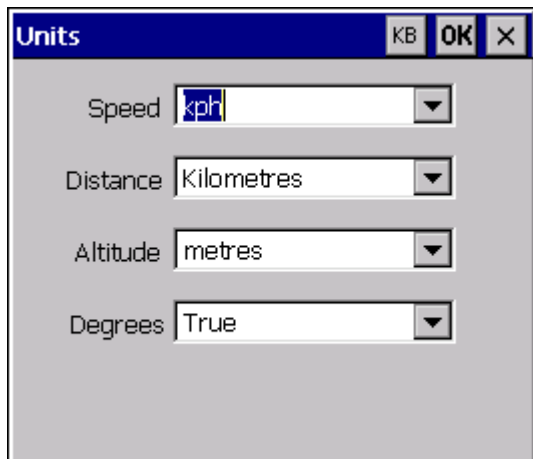 Units KB OK ×
Speed kph
Distance Kilometres
Altitude metres
Degrees True